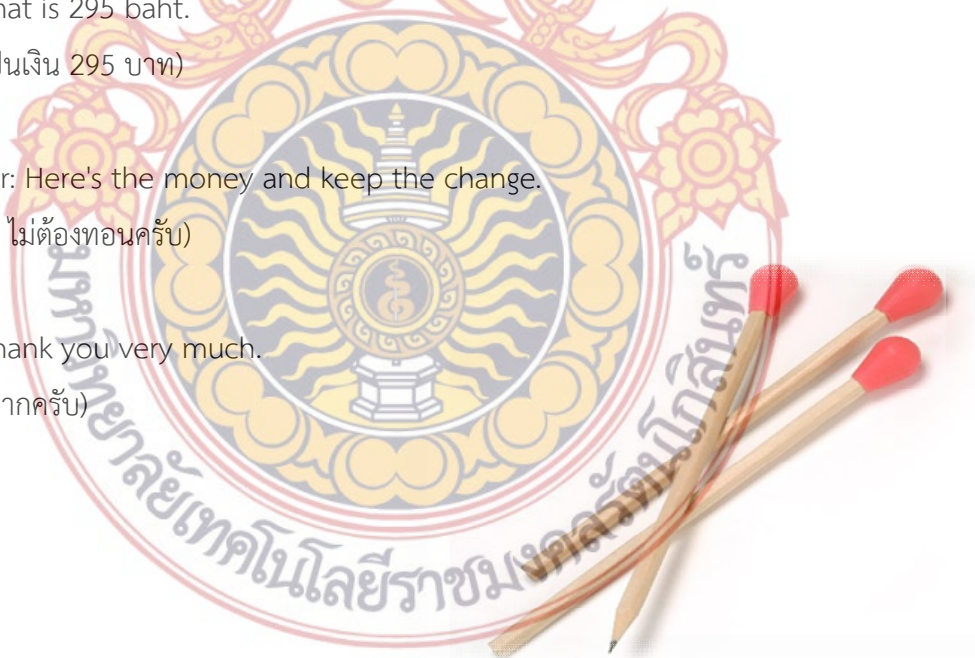 hat is 295 baht.
ป็นเงิน 295 บาท)
r: Here's the money and keep the change.
ไม่ต้องทอนครับ)
hank you very much.
ากครับ)
มหาวิทยาลัยเทคโนโลยีราชมงคลรัตนโกสินทร์